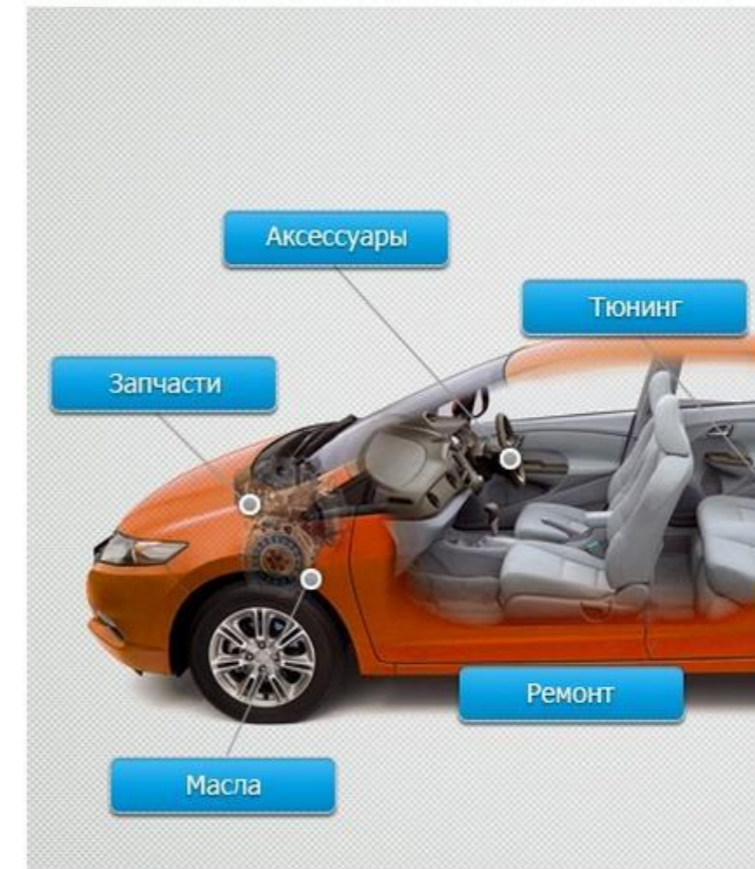 Аксессуары
Тюнинг
Запчасти
Ремонт
Масла